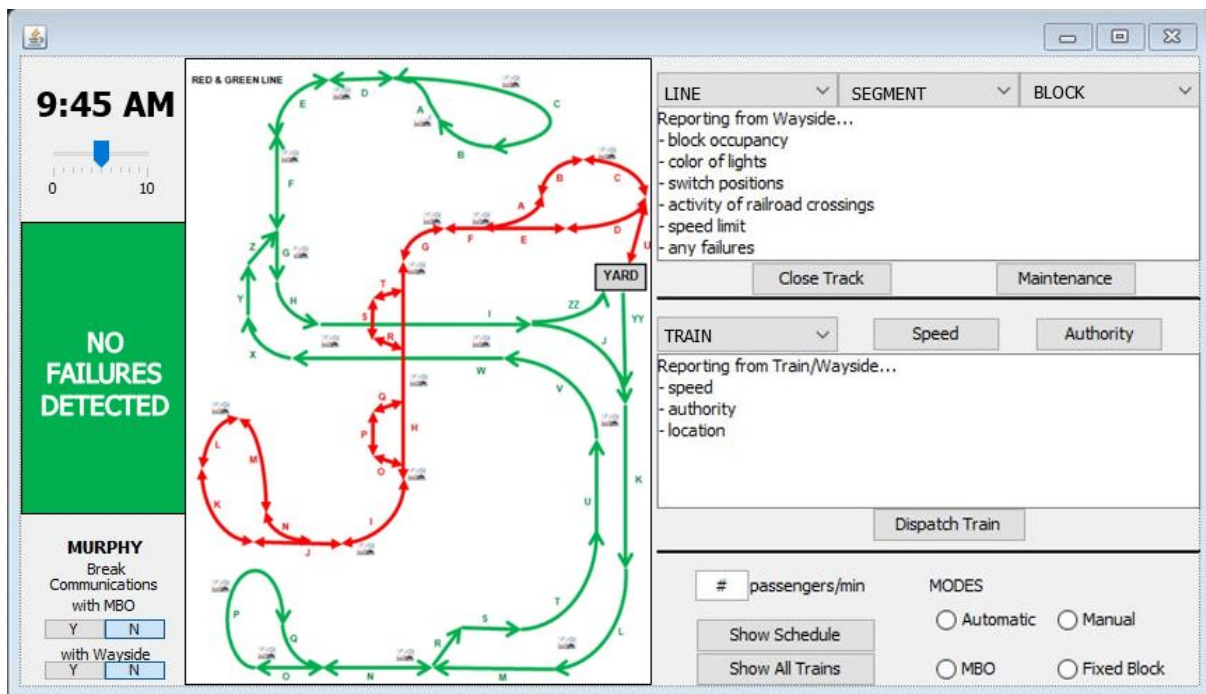 9:45 AM
0 10
NO
FAILURES
DETECTED
MURPHY
Break
Communications
with MBO
Y N
with Wayside
Y N
RED & GREEN LINE
E
D
C
A
B
F
B
C
A
Z
G
F
E
D
U
G
YARD
Y
H
T
ZZ
I
S
YY
R
J
X
W
V
Q
P
H
L
M
O
K
K
U
N
I
J
P
T
S
Q
R
L
O
N
M
LINE SEGMENT BLOCK
Reporting from Wayside...
- block occupancy
- color of lights
- switch positions
- activity of railroad crossings
- speed limit
- any failures
Close Track Maintenance
TRAIN Speed Authority
Reporting from Train/Wayside...
- speed
- authority
- location
Dispatch Train
# passengers/min MODES
Automatic Manual
Show Schedule
Show All Trains MBO Fixed Block